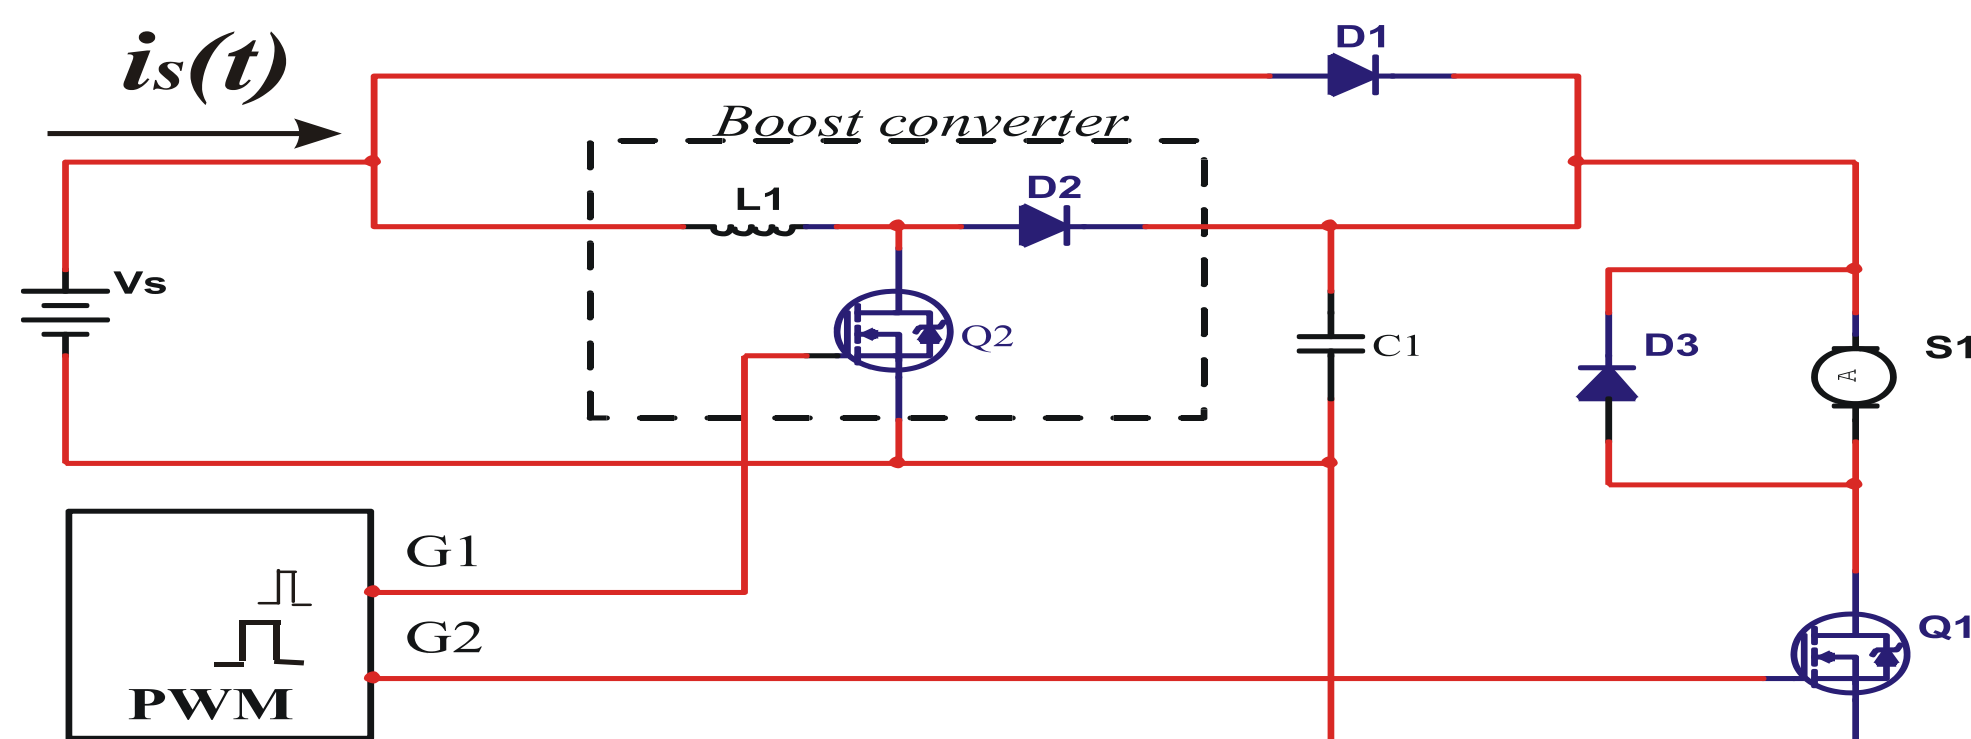 is(t)
D1
Boost converter
L1
D2
Vs
Q2
C1
D3
A
S1
G1
G2
Q1
PWM